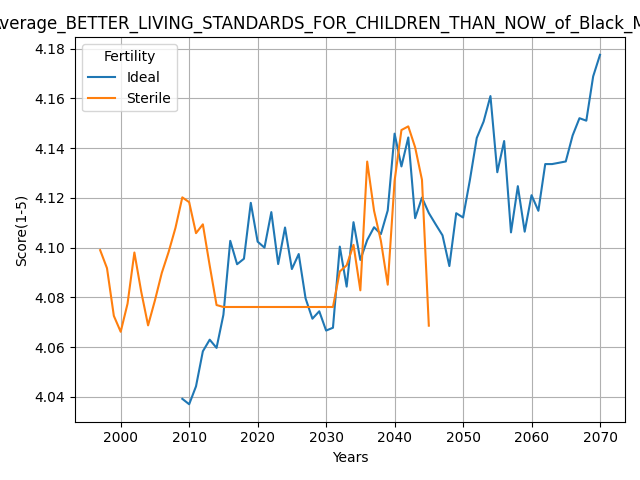 Average_BETTER_LIVING_STANDARDS_FOR_CHILDREN_THAN_NOW_of_Black_M
Fertility
Ideal
Sterile
4.18
4.16
4.14
4.12
4.10
4.08
4.06
4.04
Score(1-5)
2000 2010 2020 2030 2040 2050 2060 2070
Years